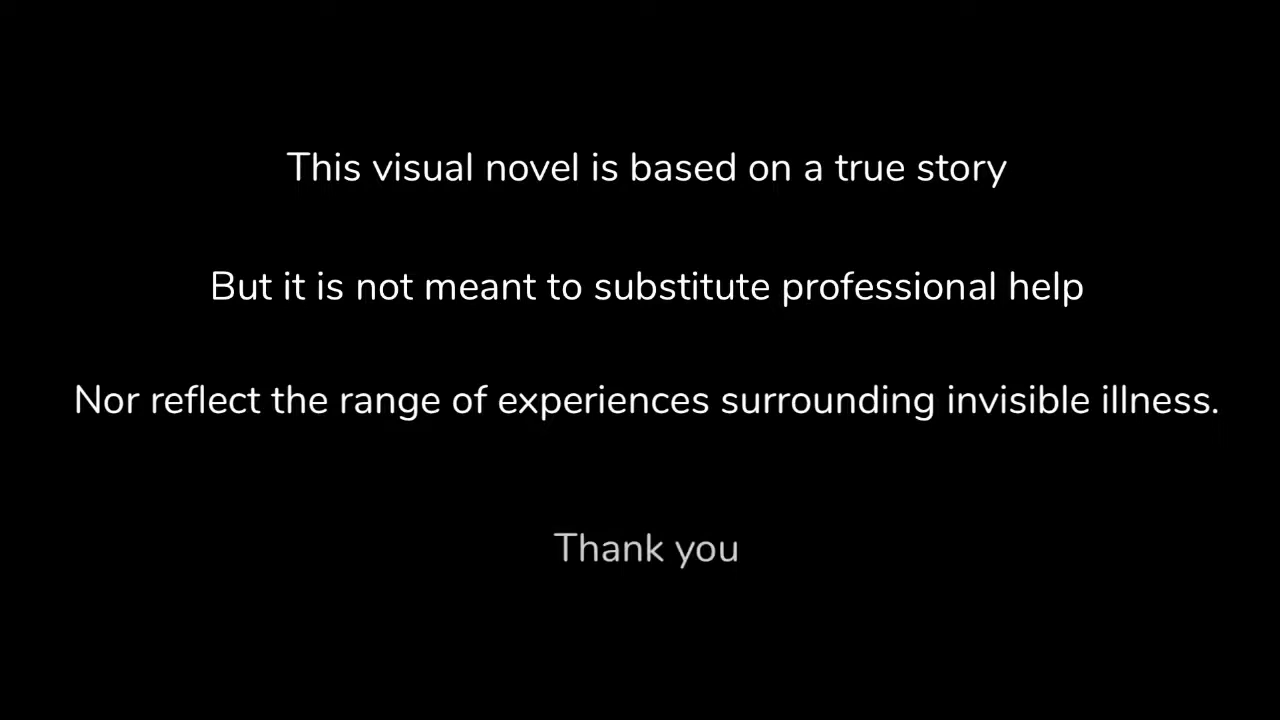 This visual novel is based on a true story
But it is not meant to substitute professional help
Nor reflect the range of experiences surrounding invisible illness.
Thank you